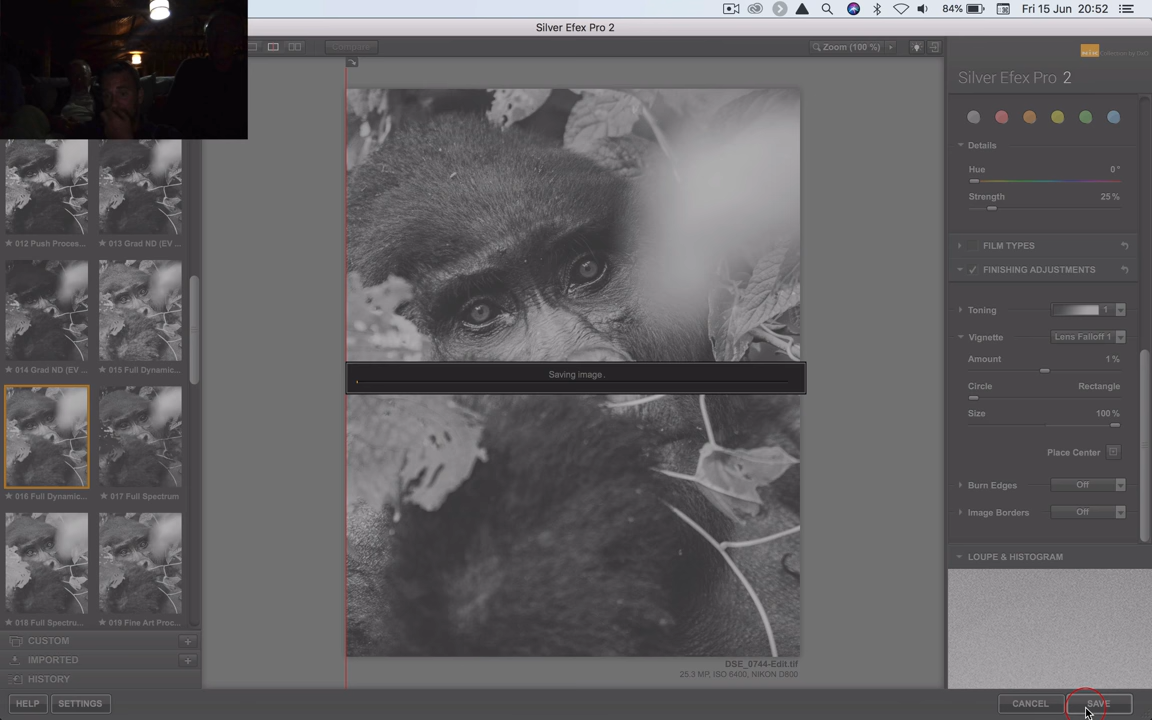 84% Fri 15 Jun 20:52
Silver Efex Pro 2
Compare Zoom (100 %)
Silver Efex Pro 2
Details
Hue 0°
Strength 25%
FILM TYPES
FINISHING ADJUSTMENTS
Toning 1
Vignette Lens Falloff 1
Amount 1%
Circle Rectangle
Size 100%
Place Center
Burn Edges Off
Image Borders Off
LOUPE & HISTOGRAM
012 Push Proces... 013 Grad ND (EV ...
014 Grad ND (EV ... 015 Full Dynamic...
016 Full Dynamic... 017 Full Spectrum
018 Full Spectru... 019 Fine Art Proc...
CUSTOM
IMPORTED
HISTORY
Saving image.
DSE_0744-Edit.tif
25.3 MP, ISO 6400, NIKON D800
HELP SETTINGS
CANCEL SAVE